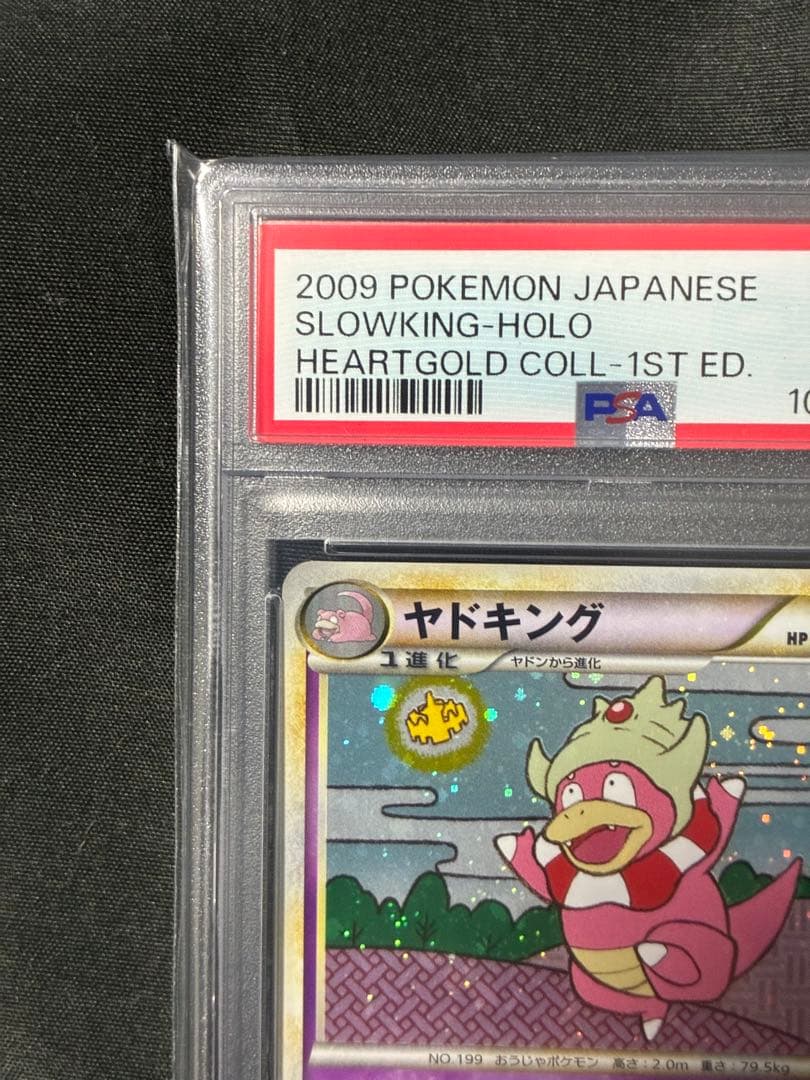 2009 POKEMON JAPANESE
SLOWKING-HOLO
HEARTGOLD COLL-1ST ED.
PSA
10
ヤドキング
HP
1進化
ヤドンから進化
NO.199 おうじゃポケモン 高さ:2.0m 重さ:79.5kg